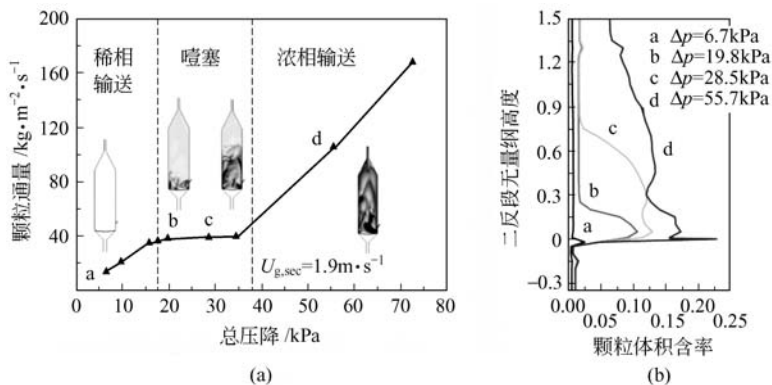 200
160
120
80
40
0
颗粒通量 /kg·m⁻²·s⁻¹
稀相
输送
噎塞
浓相输送
a
b
c
d
U_g,sec=1.9m·s⁻¹
0 10 20 30 40 50 60 70 80
总压降 /kPa
(a)
1.5
1.2
0.9
0.6
0.3
0
−0.3
二反段无量纲高度
a Δp=6.7kPa
b Δp=19.8kPa
c Δp=28.5kPa
d Δp=55.7kPa
c
d
b
a
0.00 0.05 0.10 0.15 0.20 0.25
颗粒体积含率
(b)